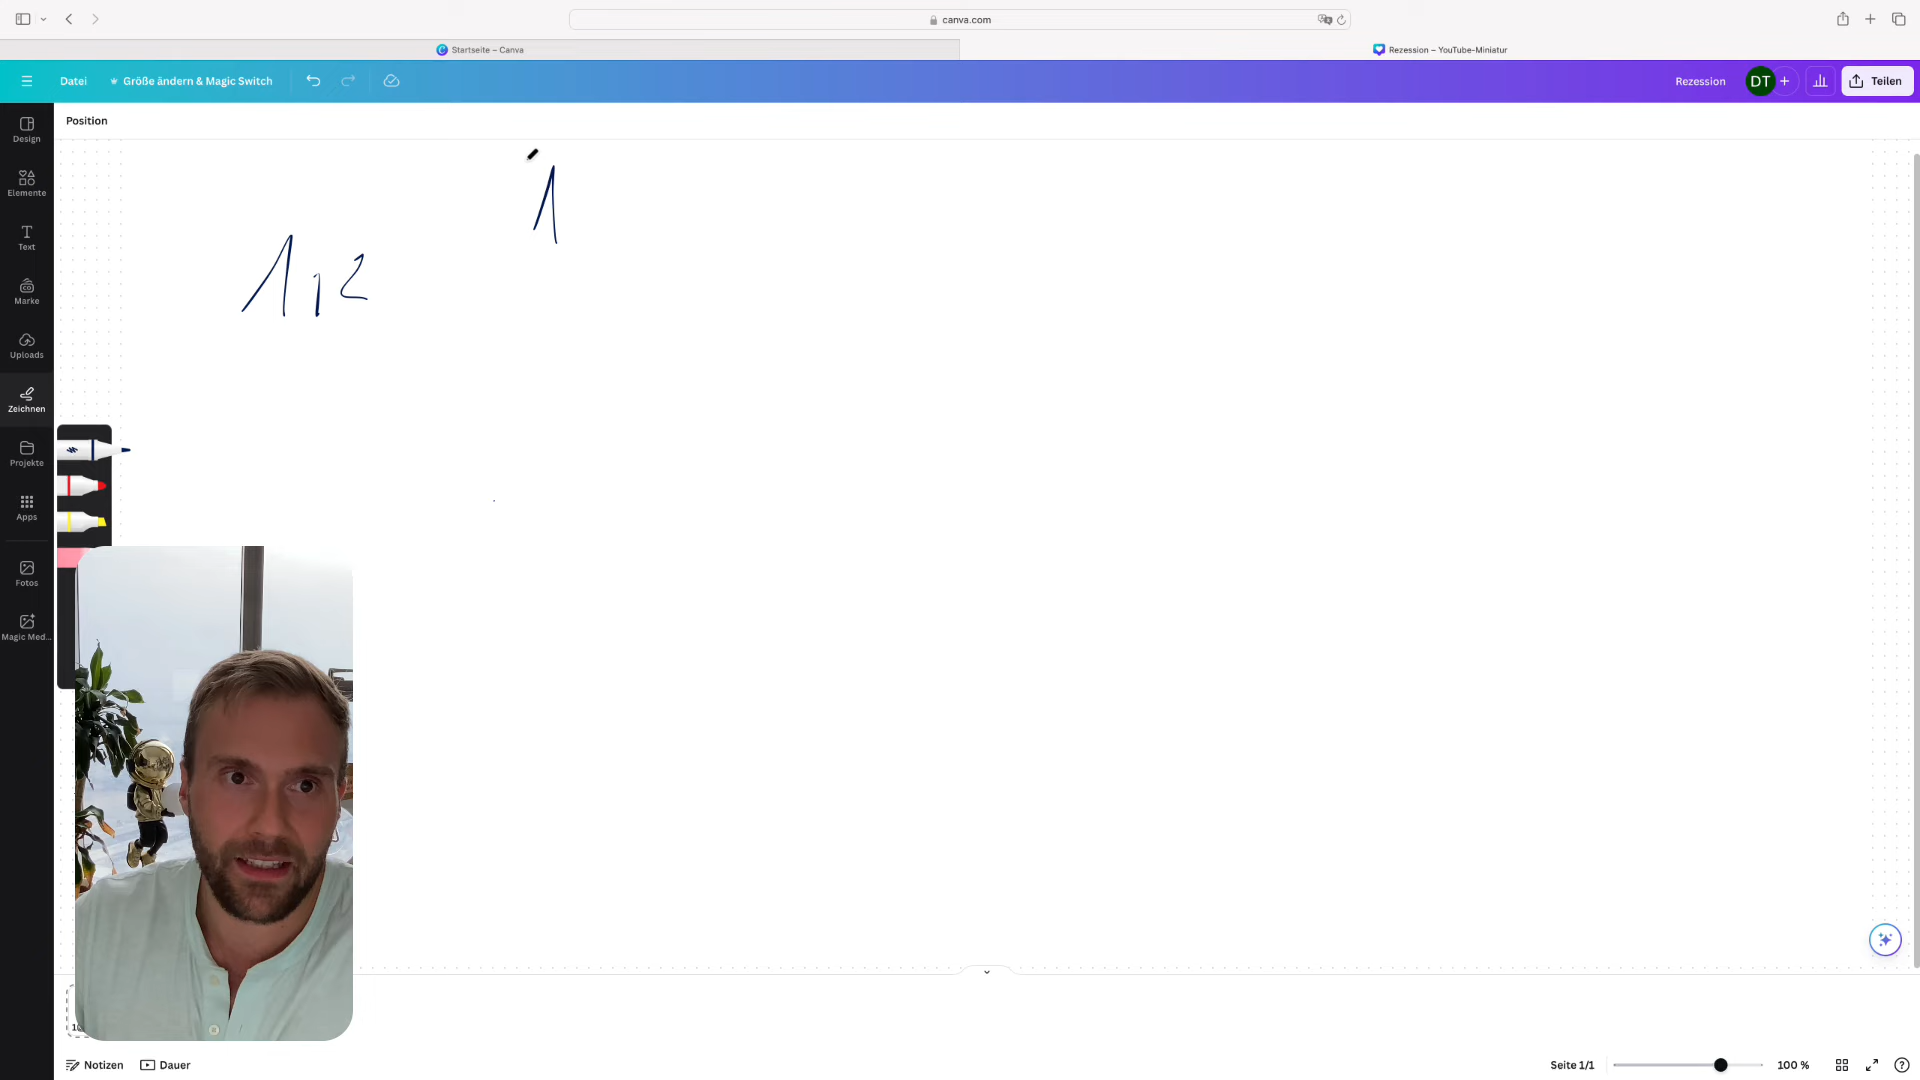 canva.com
Startseite – Canva
Rezession – YouTube-Miniatur
Datei
Größe ändern & Magic Switch
Rezession
DT
Teilen
Position
Design
Elemente
Text
Marke
Uploads
Zeichnen
Projekte
Apps
Fotos
Magic Med...
1
1,2
Notizen
Dauer
Seite 1/1
100 %